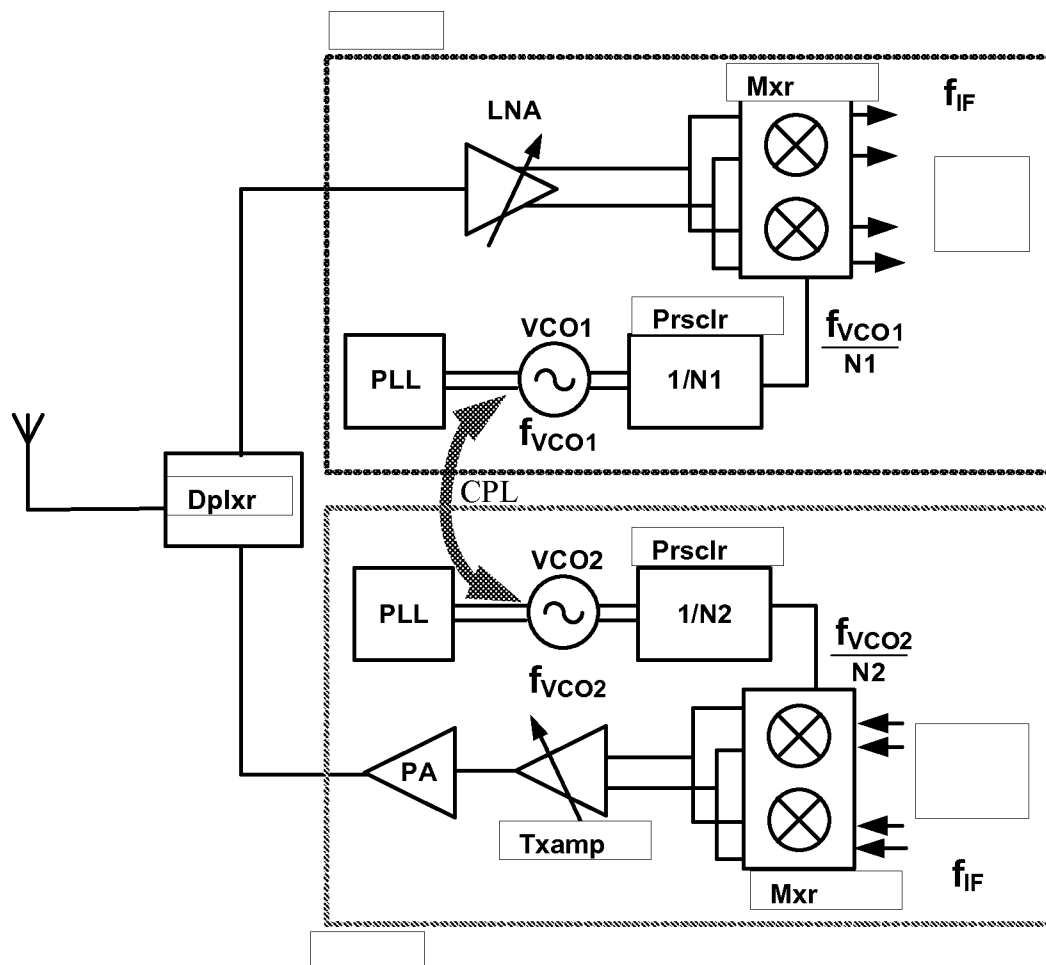 Mxr
f_IF
LNA
VCO1
Prsclr
PLL
1/N1
f_VCO1
N1
f_VCO1
Dplxr
CPL
VCO2
Prsclr
PLL
1/N2
f_VCO2
N2
f_VCO2
PA
Txamp
f_IF
Mxr